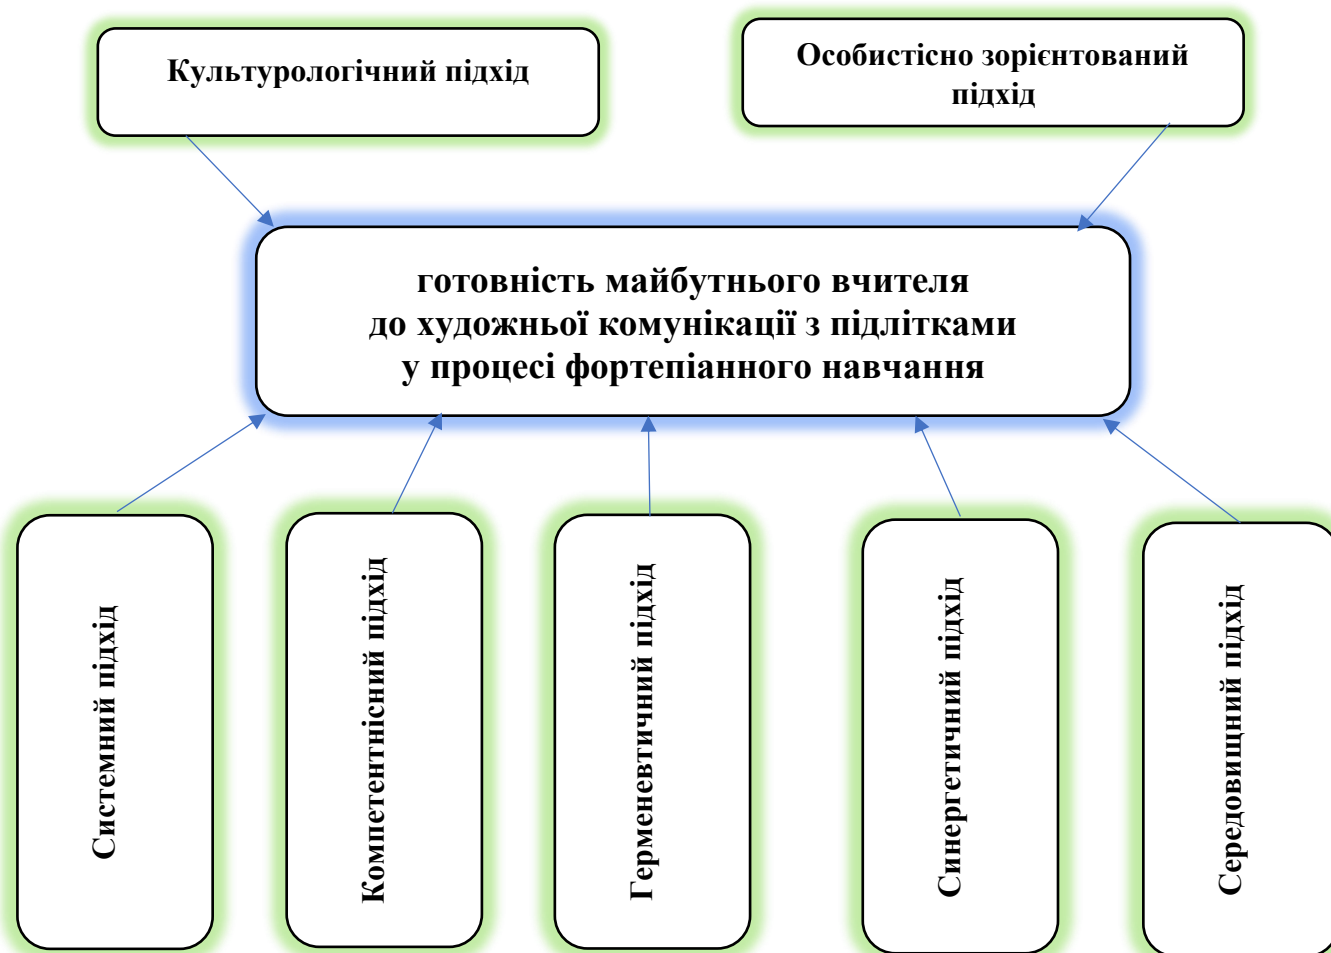 Культурологічний підхід
Особистісно зорієнтований
підхід
готовність майбутнього вчителя
до художньої комунікації з підлітками
у процесі фортепіанного навчання
Системний підхід
Компетентнісний підхід
Герменевтичний підхід
Синергетичний підхід
Середовищний підхід